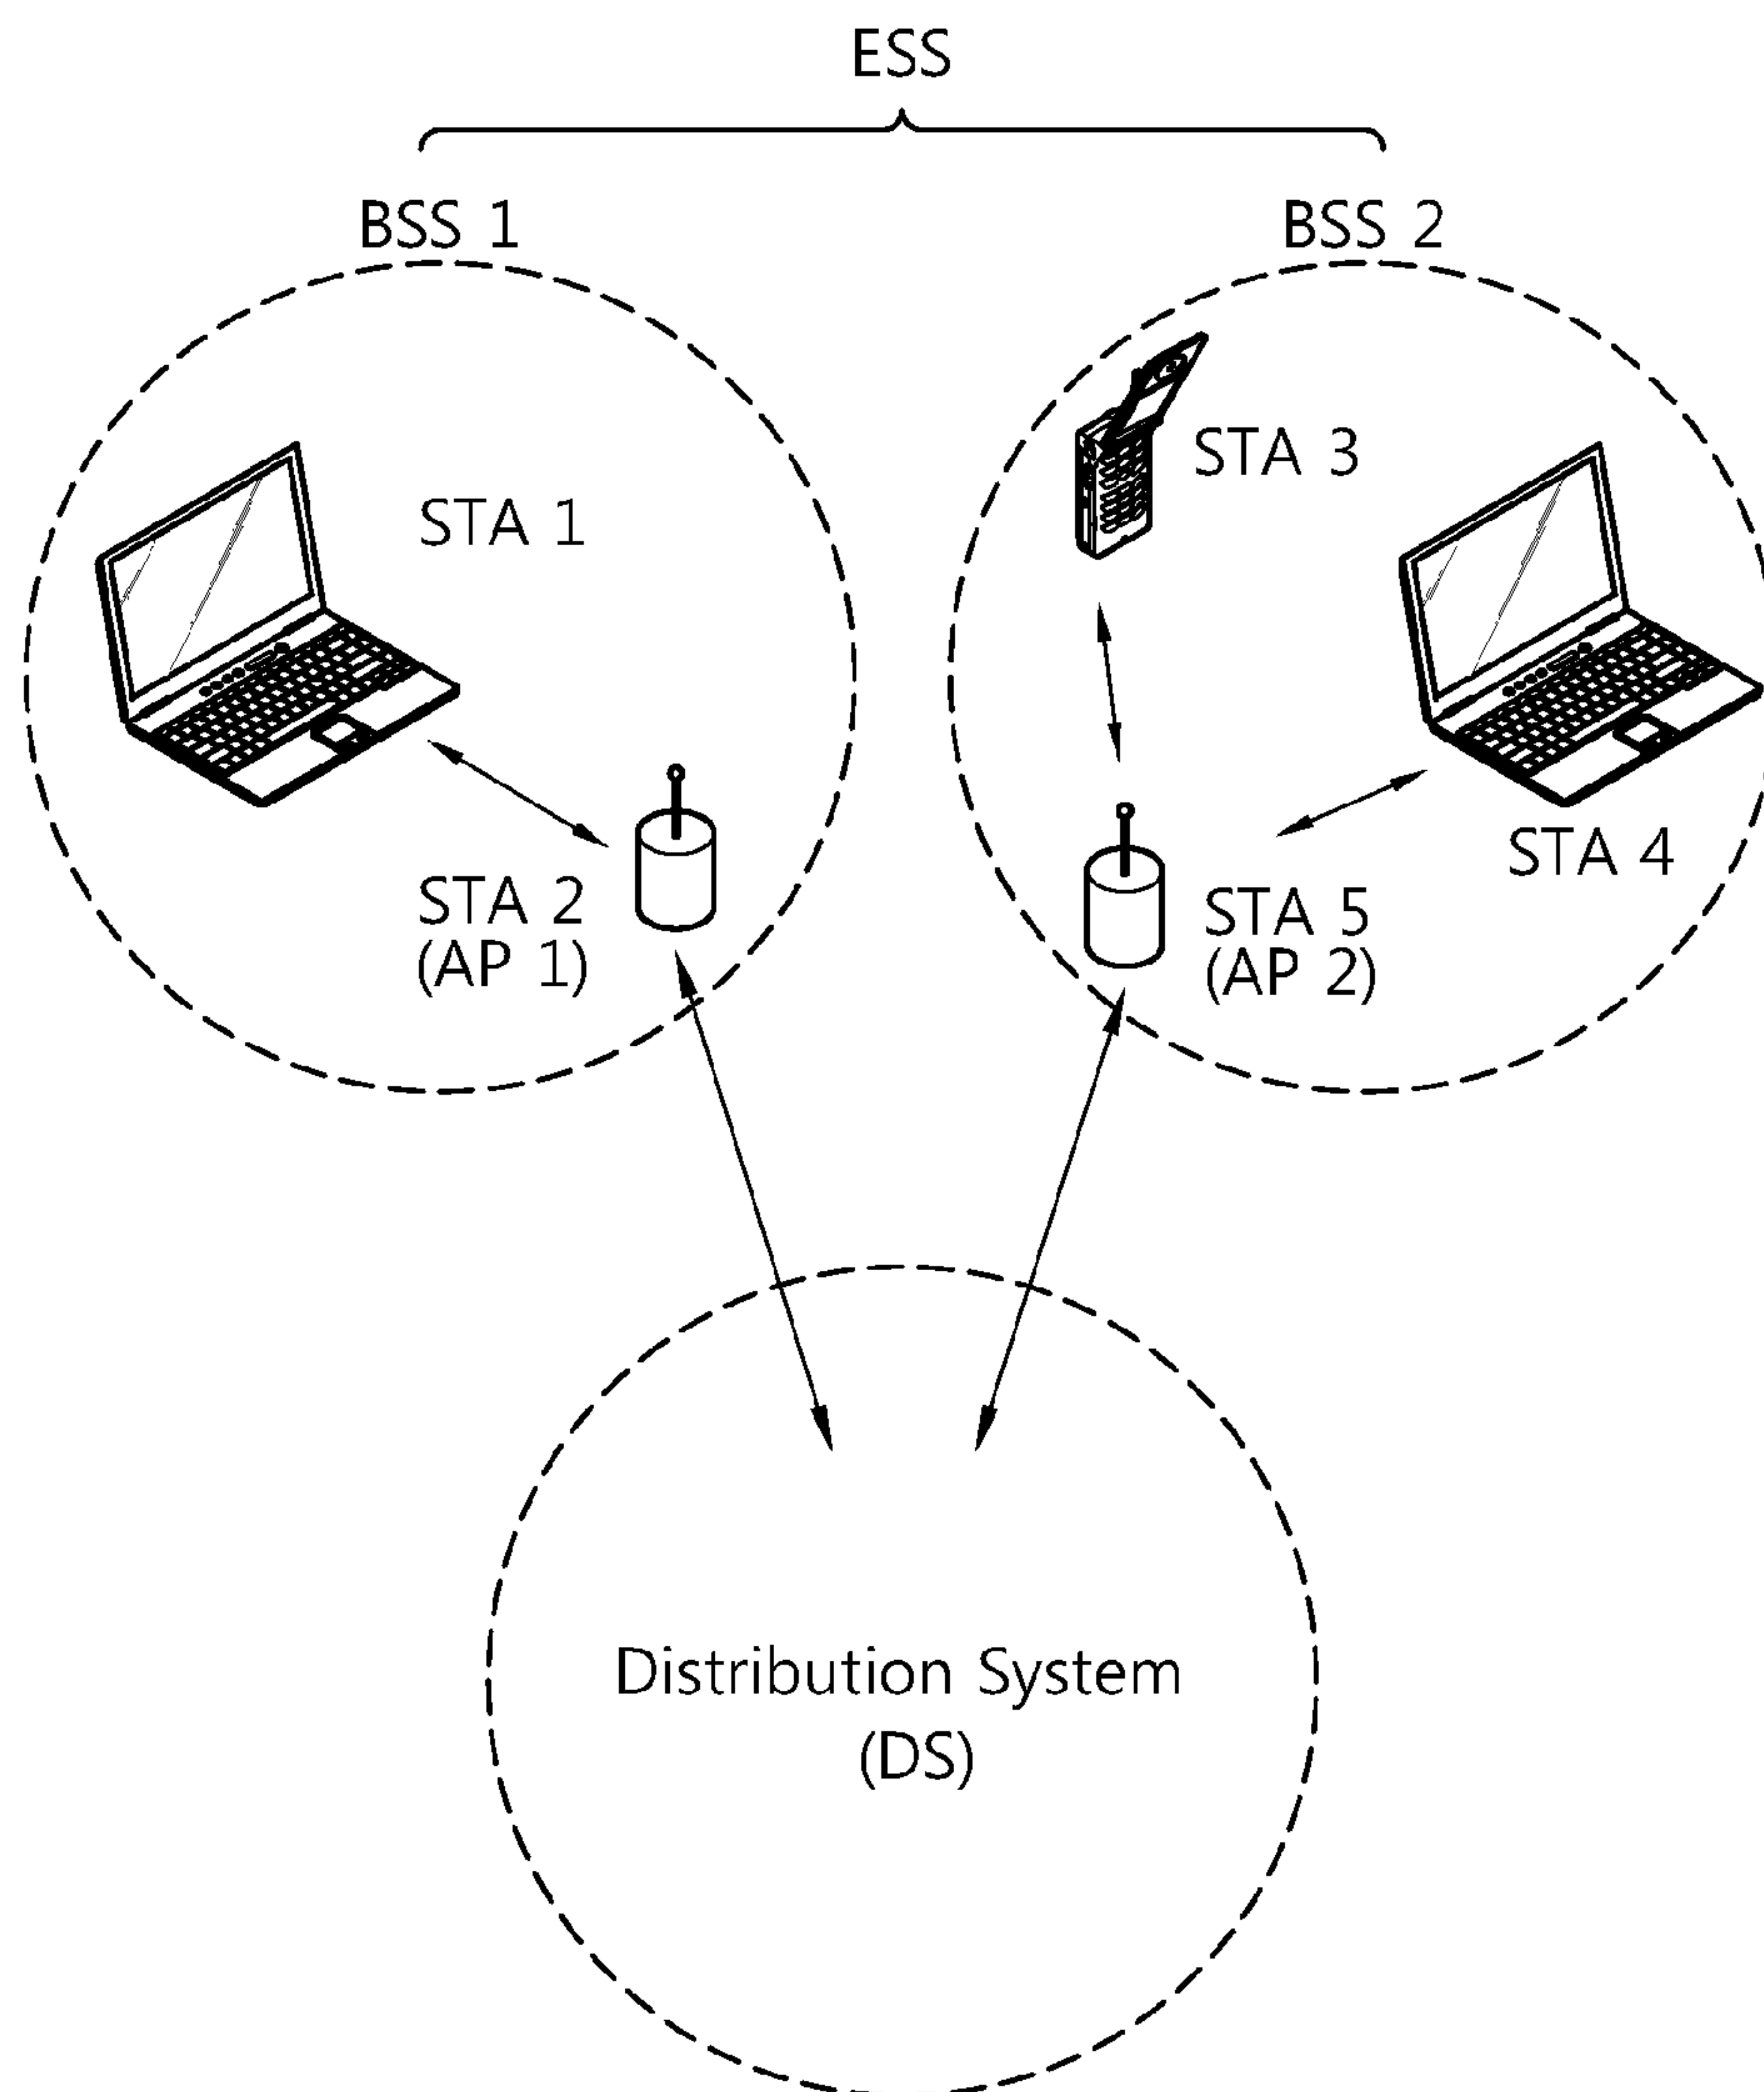 ESS
BSS 1
BSS 2
STA 1
STA 3
STA 2
(AP 1)
STA 5
(AP 2)
STA 4
Distribution System
(DS)